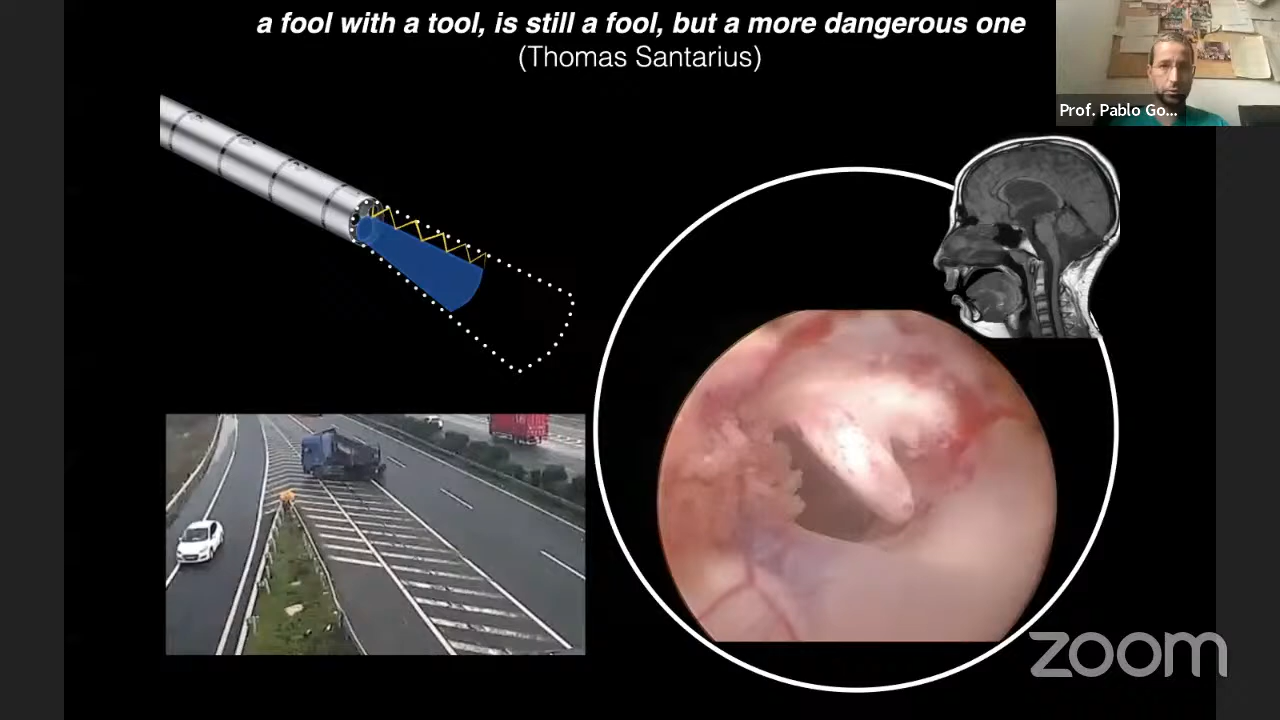 a fool with a tool, is still a fool, but a more dangerous one
(Thomas Santarius)
Prof. Pablo Go...
zoom